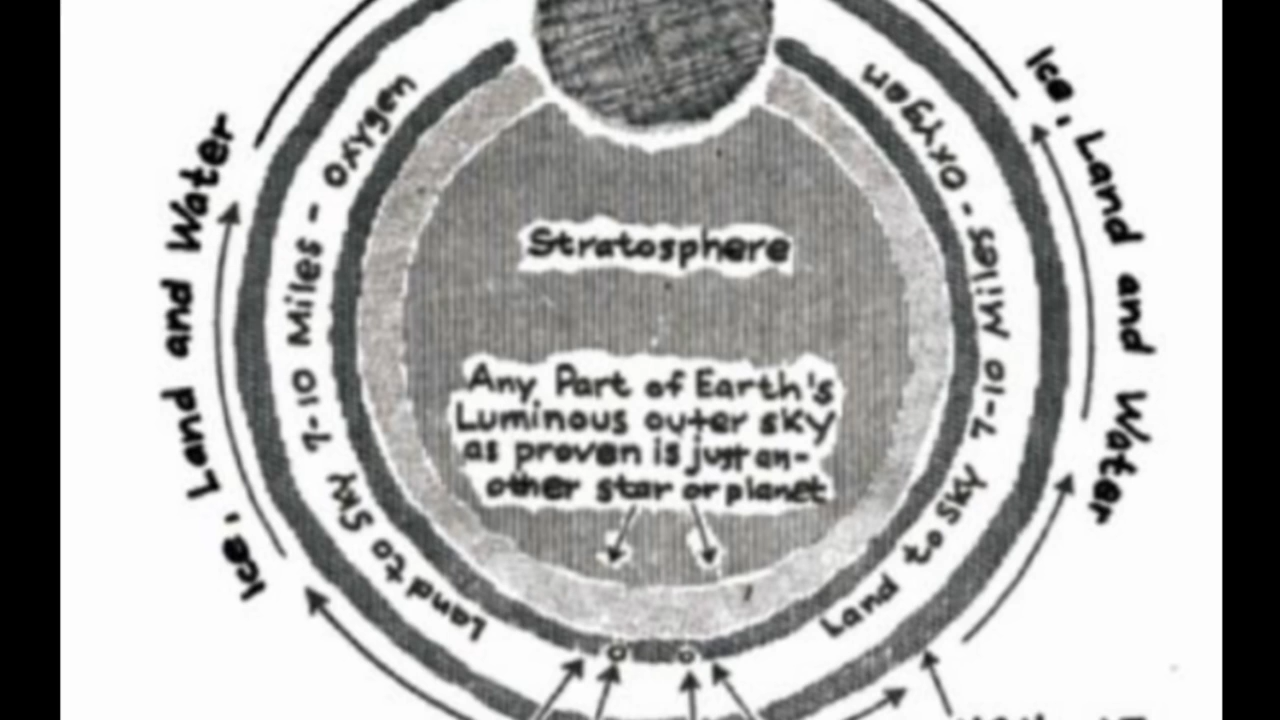 Ice, Land and Water
Land to Sky 7-10 Miles - Oxygen
Stratosphere
Any Part of Earth's
Luminous outer sky
as proven is just an-
other star or planet
Land to Sky 7-10 Miles - Oxygen
Ice, Land and Water